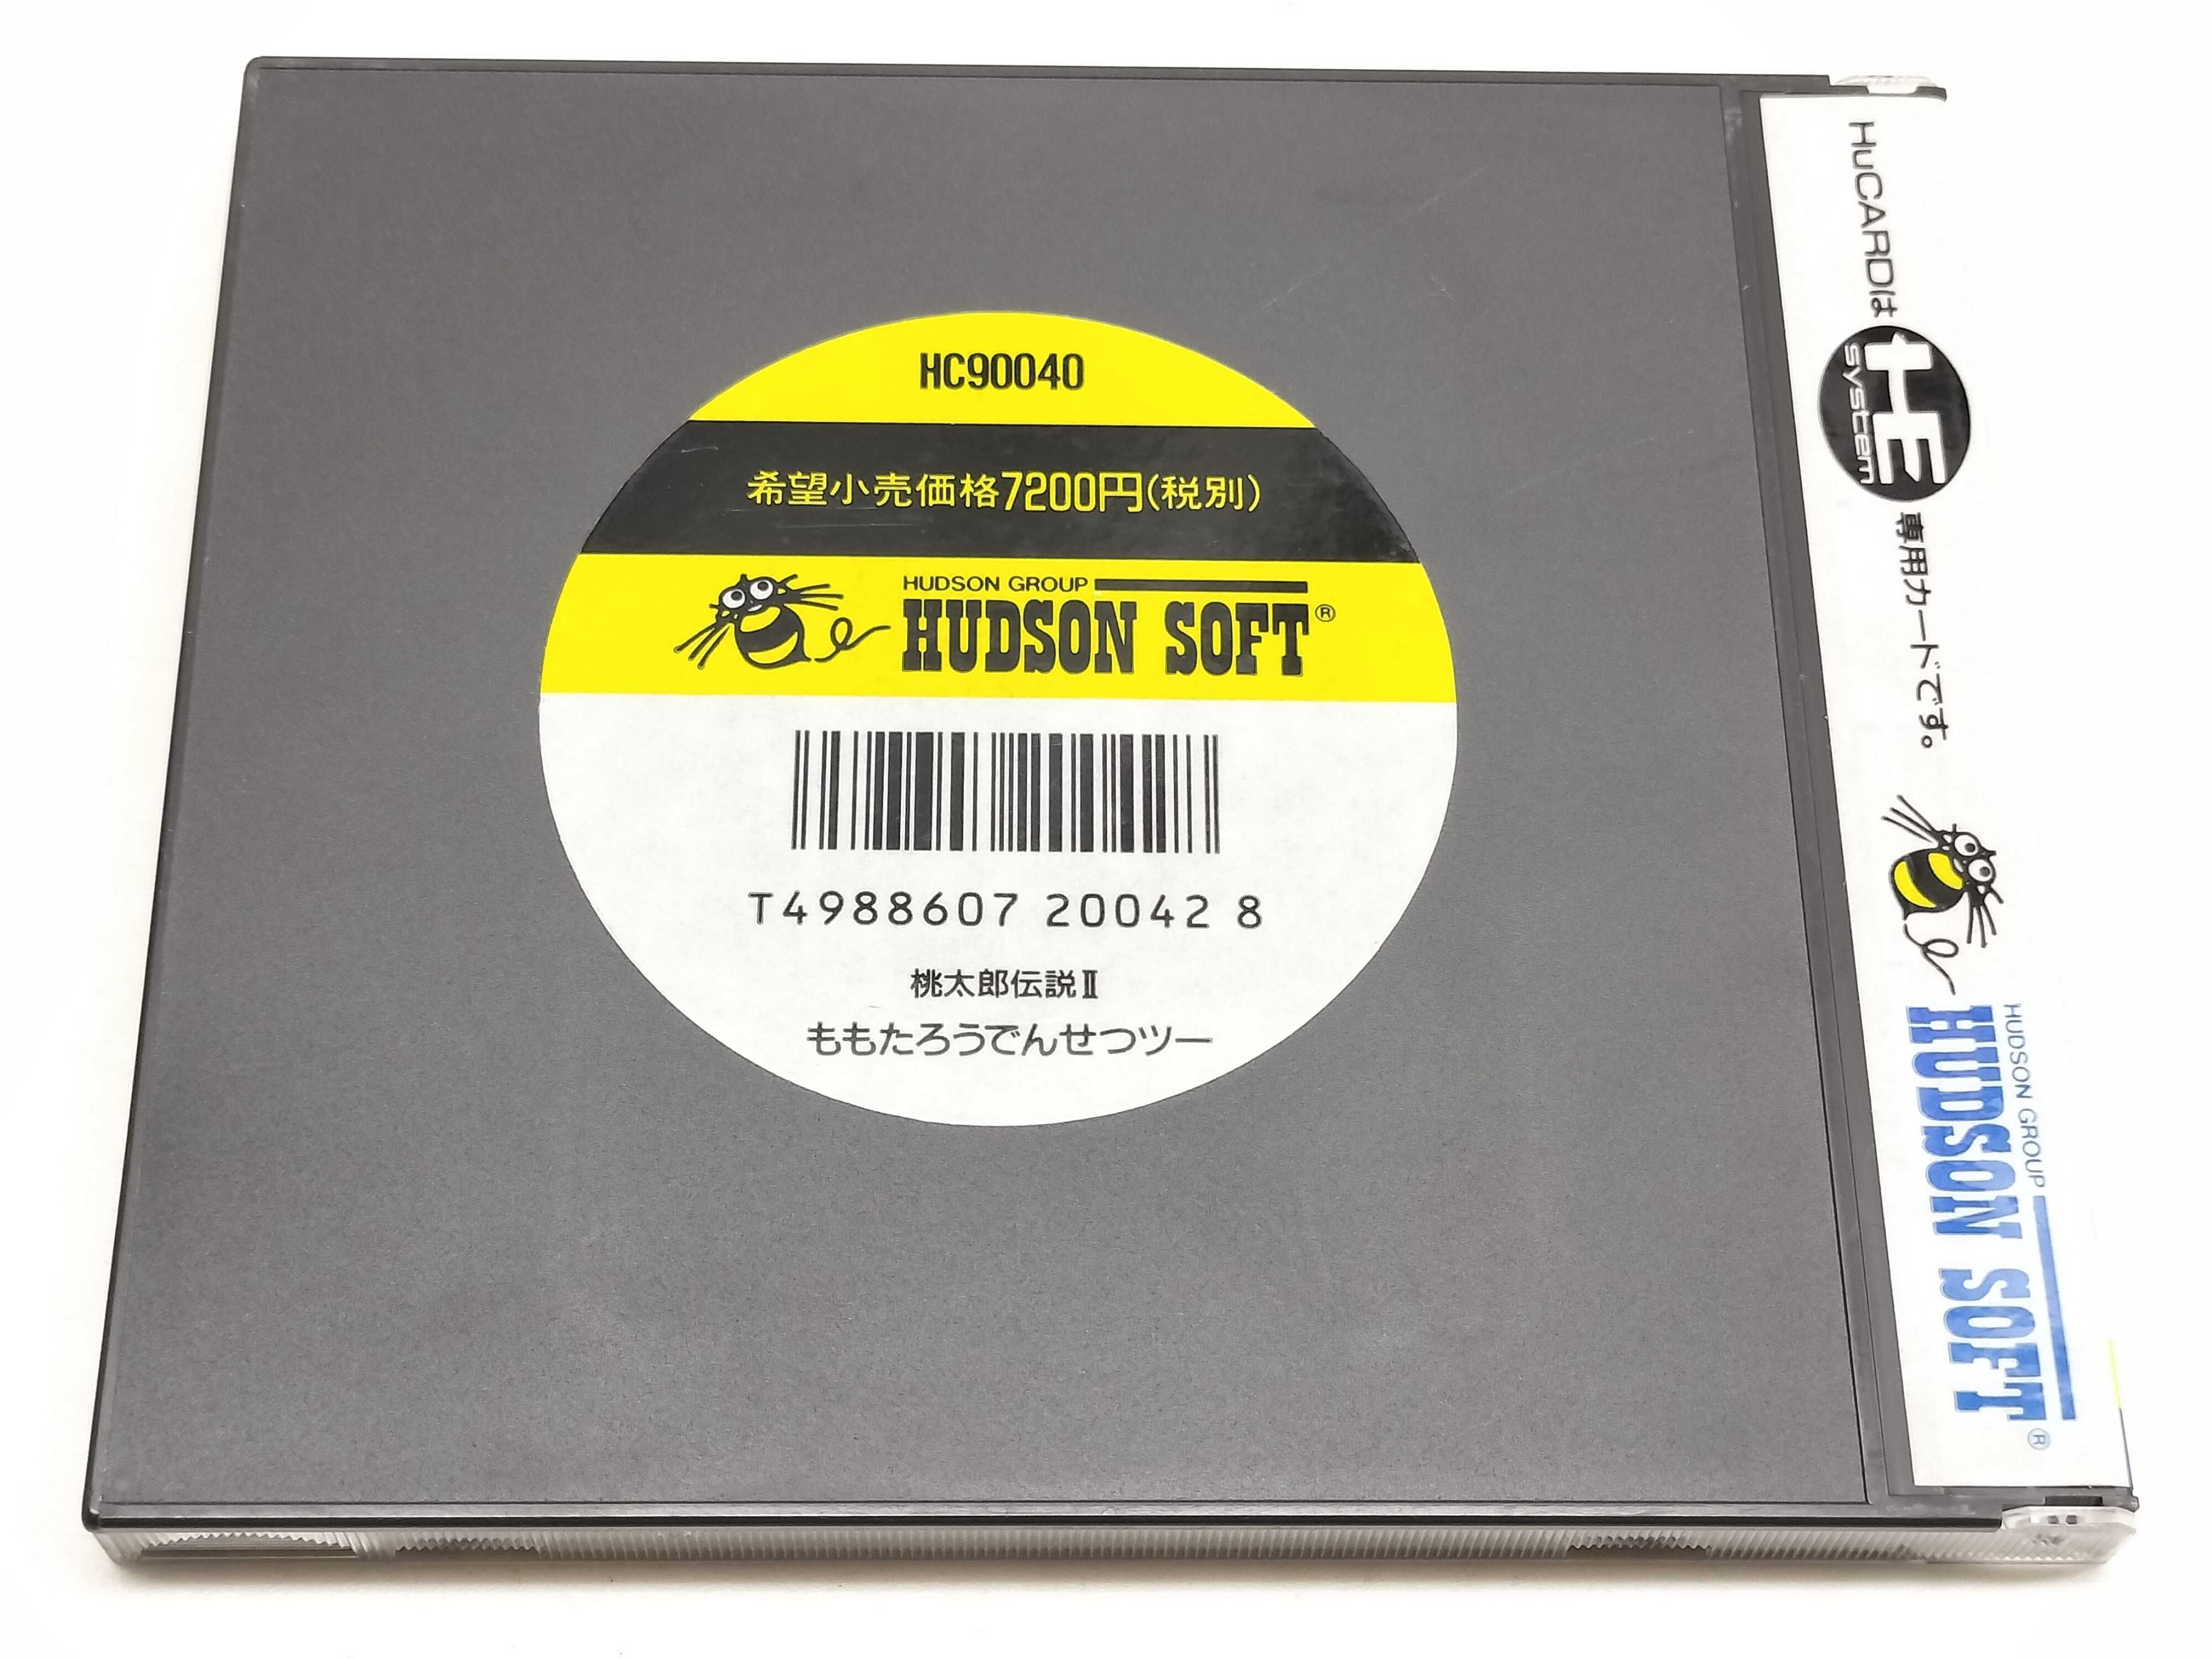 HC90040
希望小売価格7200円(税別)
HUDSON GROUP
HUDSON SOFT®
T4988607 20042 8
桃太郎伝説Ⅱ
ももたろうでんせつツー
HuCARDは HE system 専用カードです。
HUDSON GROUP
HUDSON SOFT®